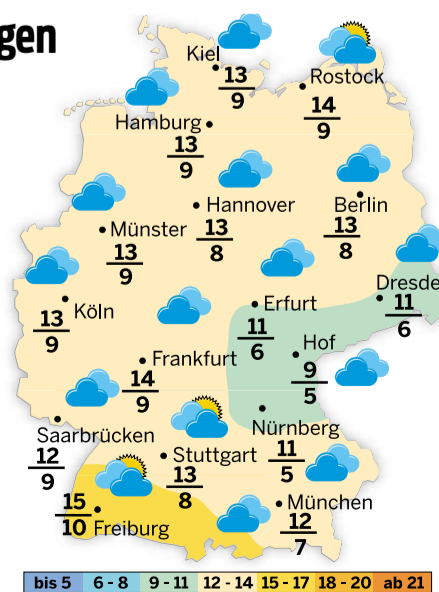 gen
Kiel
13
9
Rostock
14
9
Hamburg
13
9
Hannover
13
8
Berlin
13
8
Münster
13
9
Dresde
11
6
Köln
13
9
Erfurt
11
6
Hof
9
5
Frankfurt
14
9
Nürnberg
11
5
Saarbrücken
12
9
Stuttgart
13
8
15
10
Freiburg
München
12
7
bis 5 6 - 8 9 - 11 12 - 14 15 - 17 18 - 20 ab 21